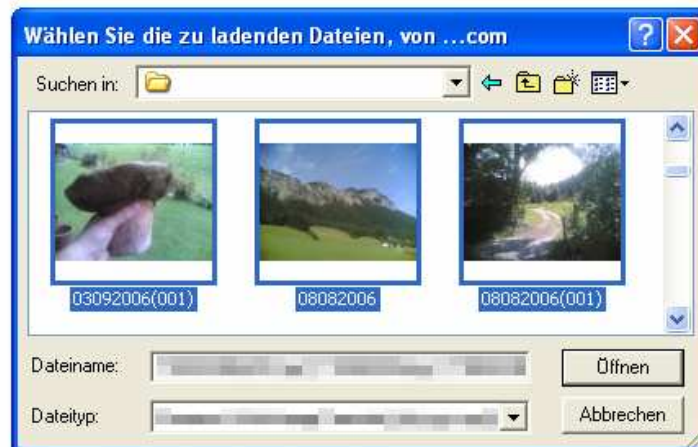 Wählen Sie die zu ladenden Dateien, von ...com
Suchen in:
03092006(001)
08082006
08082006(001)
Dateiname:
Öffnen
Dateityp:
Abbrechen